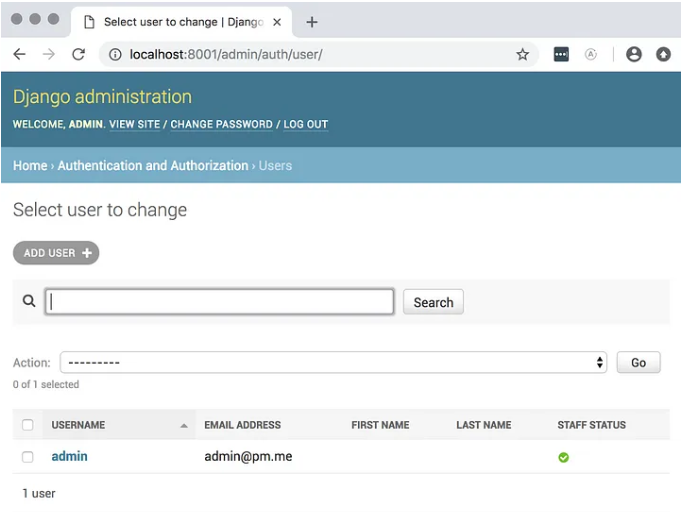 Select user to change | Django
localhost:8001/admin/auth/user/
Django administration
WELCOME, ADMIN. VIEW SITE / CHANGE PASSWORD / LOG OUT
Home › Authentication and Authorization › Users
Select user to change
ADD USER +
Search
Action: --------- Go
0 of 1 selected
USERNAME EMAIL ADDRESS FIRST NAME LAST NAME STAFF STATUS
admin admin@pm.me
1 user